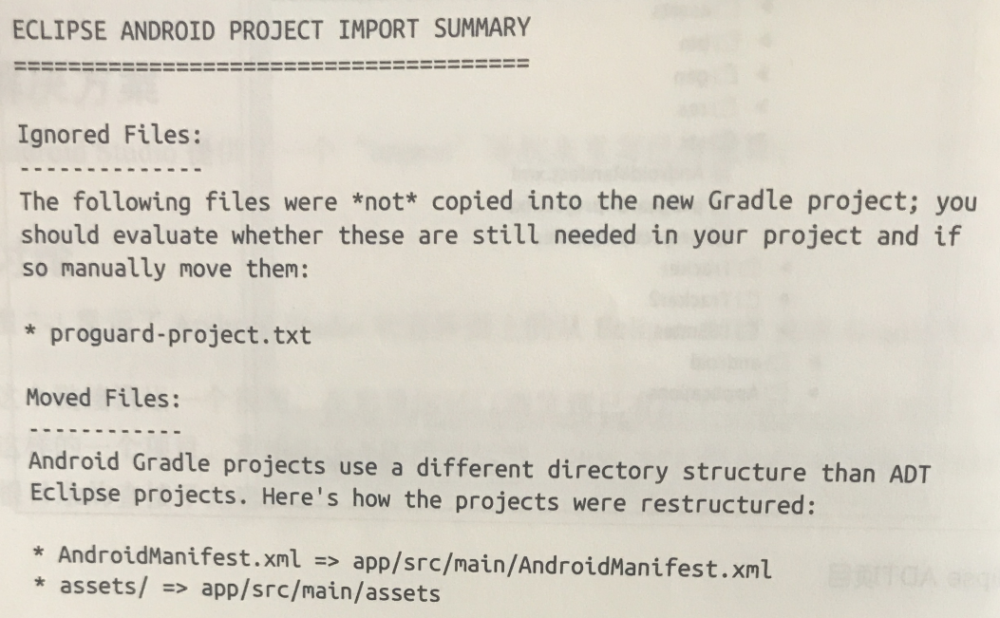 ECLIPSE ANDROID PROJECT IMPORT SUMMARY
======================================
Ignored Files:
--------------
The following files were *not* copied into the new Gradle project; you
should evaluate whether these are still needed in your project and if
so manually move them:
* proguard-project.txt
Moved Files:
------------
Android Gradle projects use a different directory structure than ADT
Eclipse projects. Here's how the projects were restructured:
* AndroidManifest.xml => app/src/main/AndroidManifest.xml
* assets/ => app/src/main/assets